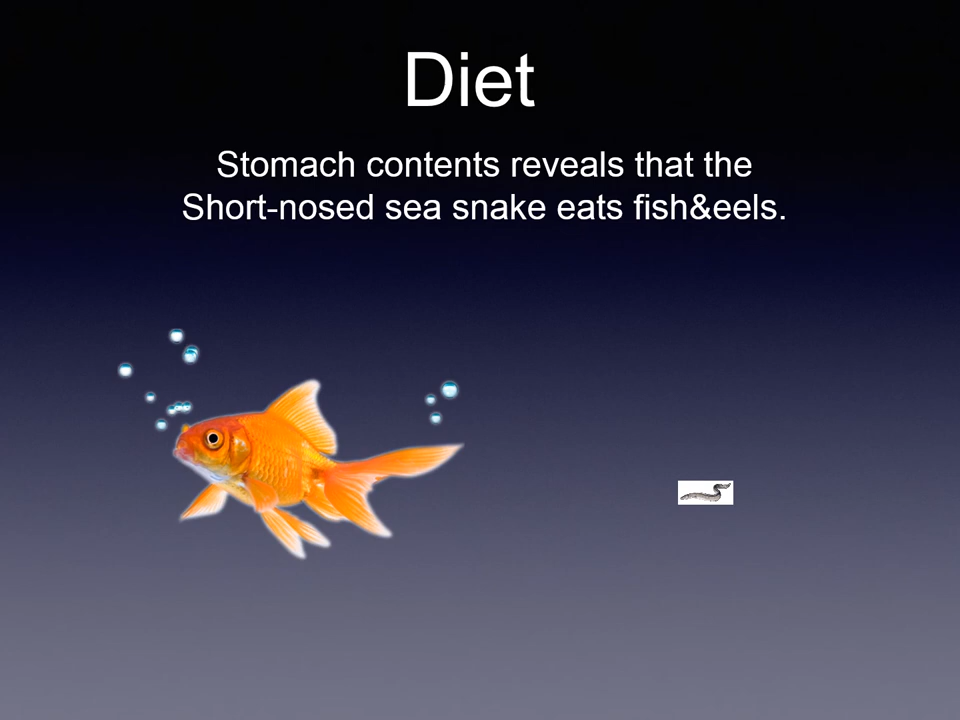 Diet
Stomach contents reveals that the
Short-nosed sea snake eats fish&eels.